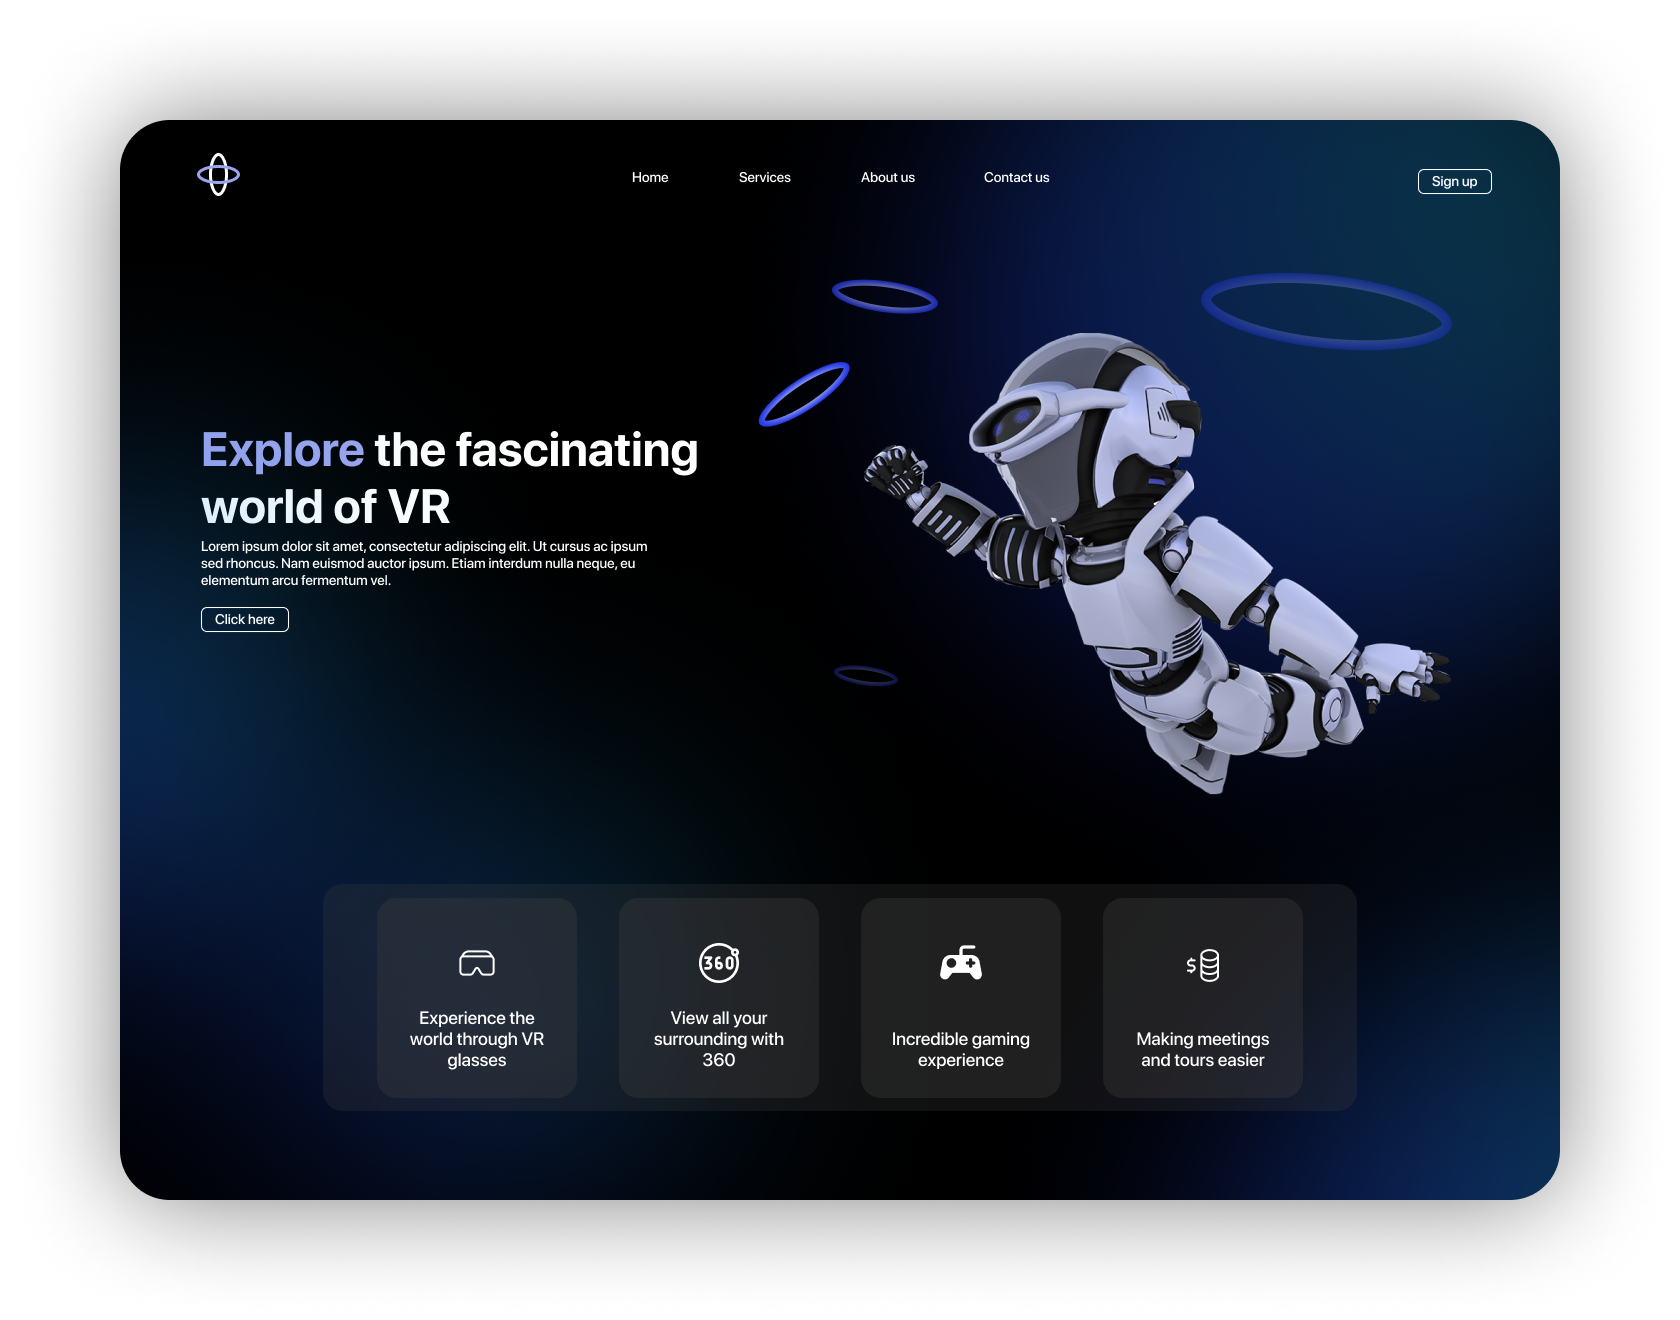 Home Services About us Contact us Sign up
Explore the fascinating
world of VR
Lorem ipsum dolor sit amet, consectetur adipiscing elit. Ut cursus ac ipsum
sed rhoncus. Nam euismod auctor ipsum. Etiam interdum nulla neque, eu
elementum arcu fermentum vel.
Click here
Experience the
world through VR
glasses
360
View all your
surrounding with
360
Incredible gaming
experience
$
Making meetings
and tours easier